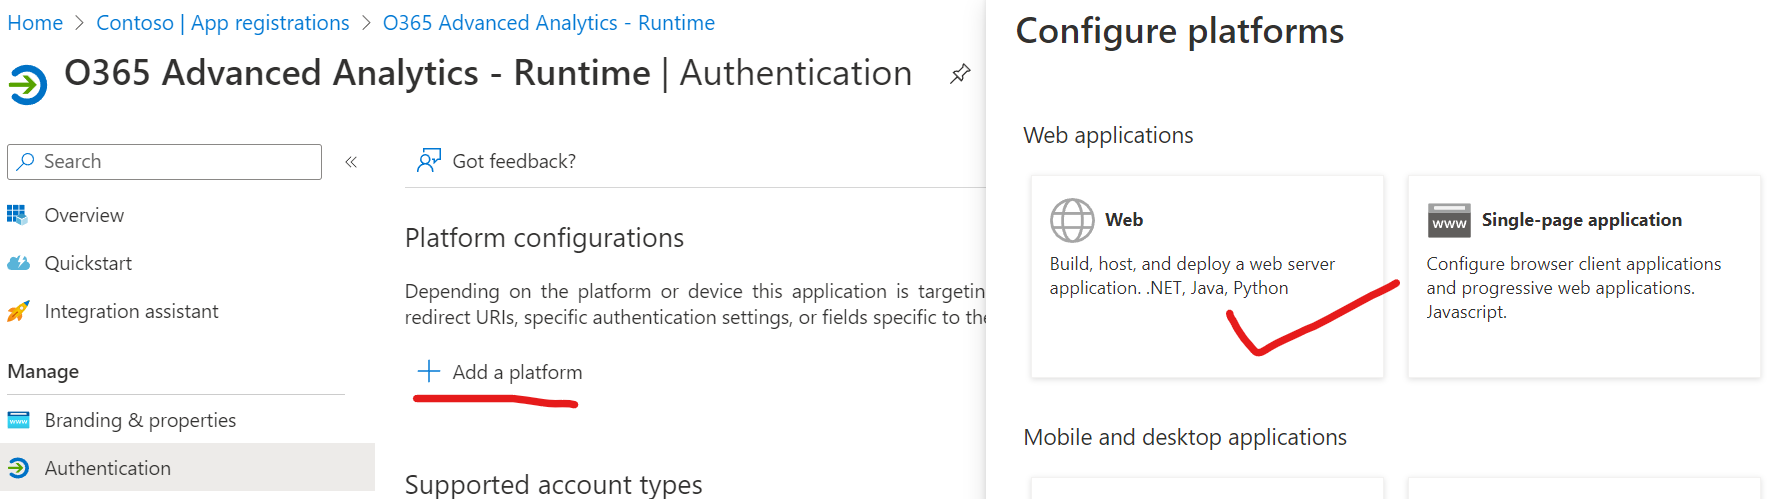 Home > Contoso | App registrations > O365 Advanced Analytics - Runtime
O365 Advanced Analytics - Runtime | Authentication
Search
Overview
Quickstart
Integration assistant
Manage
Branding & properties
Authentication
Got feedback?
Platform configurations
Depending on the platform or device this application is targetin
redirect URIs, specific authentication settings, or fields specific to the
Add a platform
Supported account types
Configure platforms
Web applications
Web
Build, host, and deploy a web server
application. .NET, Java, Python
www
Single-page application
Configure browser client applications
and progressive web applications.
Javascript.
Mobile and desktop applications